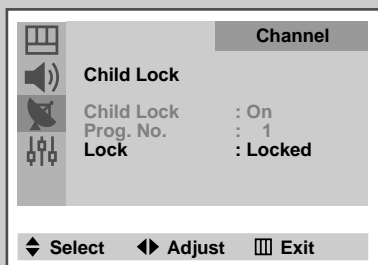 Channel
Child Lock
Child Lock : On
Prog. No. : 1
Lock : Locked
Select Adjust Exit